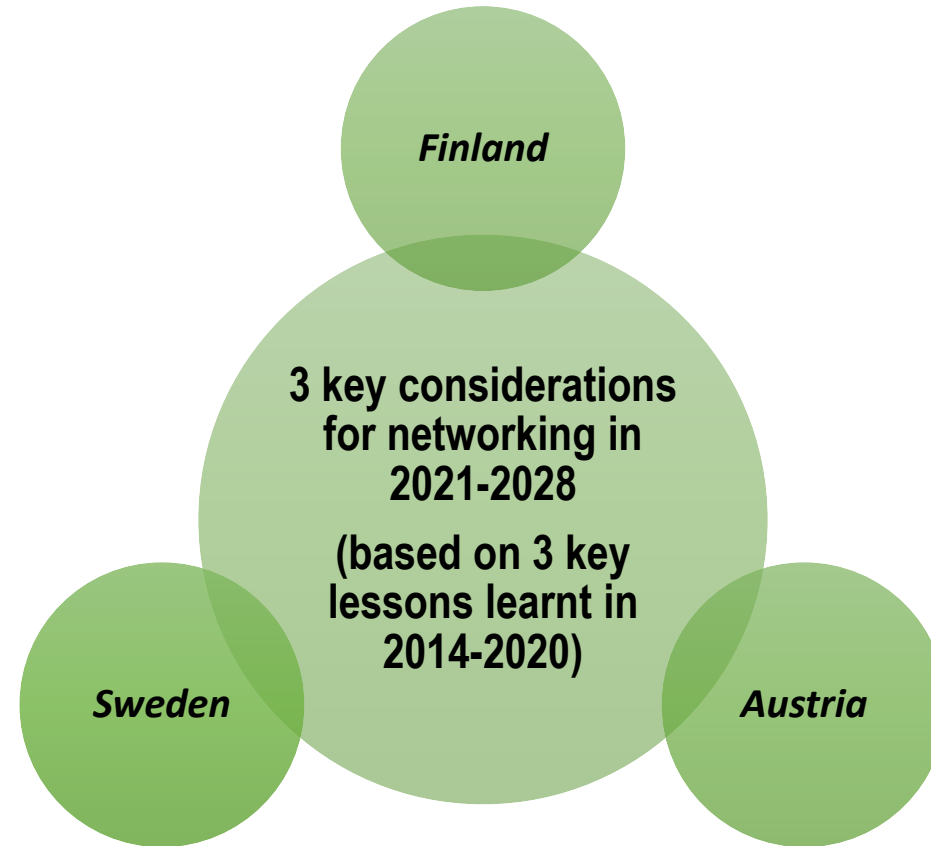 Finland
3 key considerations
for networking in
2021-2028
(based on 3 key
lessons learnt in
2014-2020)
Sweden
Austria